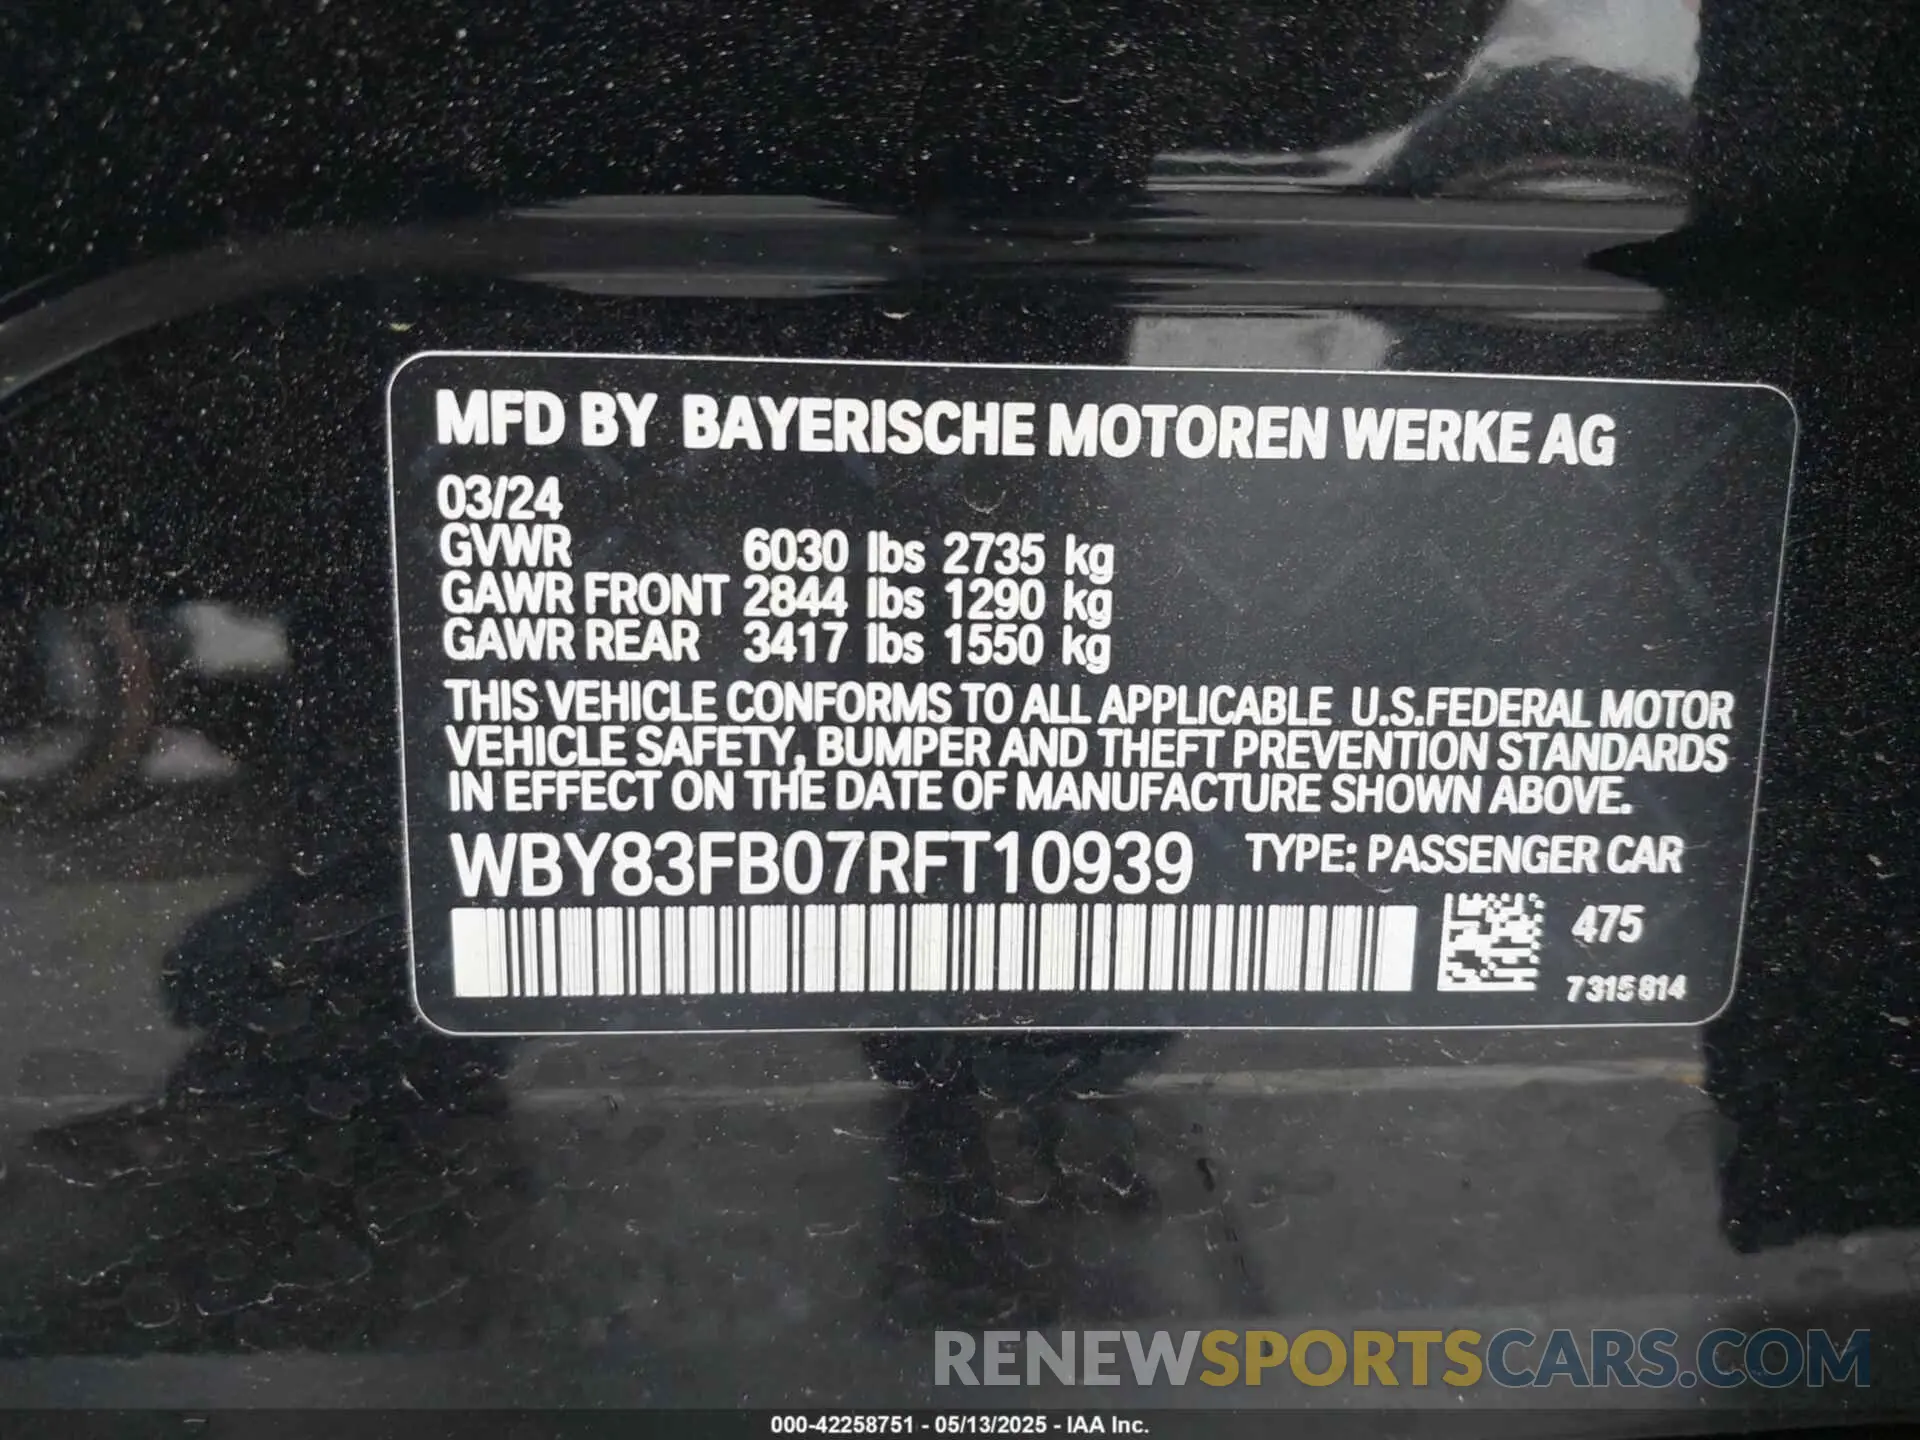 MFD BY BAYERISCHE MOTOREN WERKE AG
03/24
GVWR 6030 lbs 2735 kg
GAWR FRONT 2844 lbs 1290 kg
GAWR REAR 3417 lbs 1550 kg
THIS VEHICLE CONFORMS TO ALL APPLICABLE U.S.FEDERAL MOTOR
VEHICLE SAFETY, BUMPER AND THEFT PREVENTION STANDARDS
IN EFFECT ON THE DATE OF MANUFACTURE SHOWN ABOVE.
WBY83FB07RFT10939 TYPE: PASSENGER CAR
475
7315814
RENEWSPORTSCARS.COM
000-42258751 - 05/13/2025 - IAA Inc.